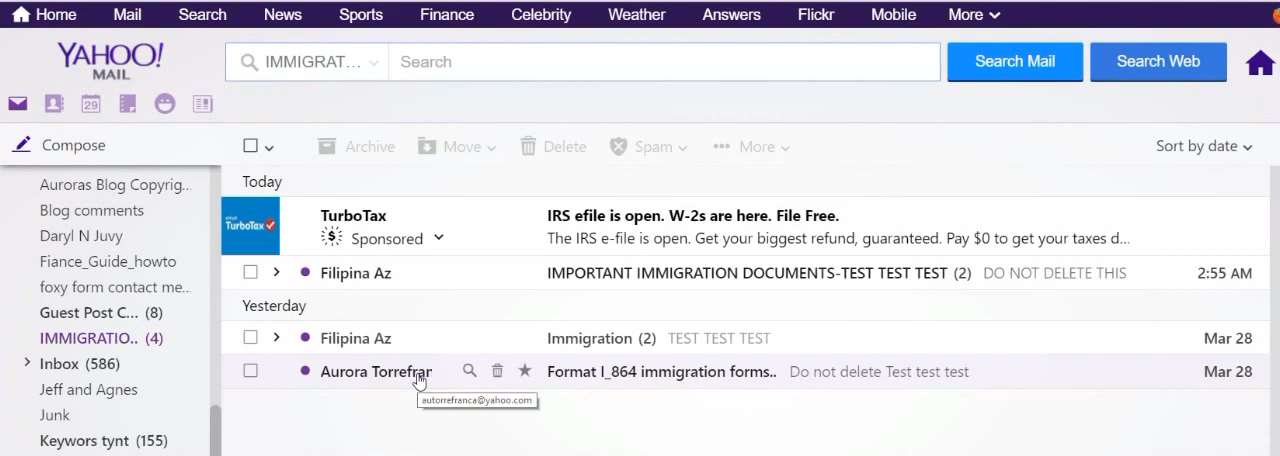 Home Mail Search News Sports Finance Celebrity Weather Answers Flickr Mobile More
YAHOO!
MAIL
IMMIGRAT... Search Search Mail Search Web
29
Compose
Archive Move Delete Spam More Sort by date
Auroras Blog Copyrig...
Blog comments
Daryl N Juvy
Fiance_Guide_howto
foxy form contact me...
Guest Post C... (8)
IMMIGRATIO.. (4)
Inbox (586)
Jeff and Agnes
Junk
Keywors tynt (155)
Today
TurboTax
TurboTax IRS efile is open. W-2s are here. File Free.
Sponsored The IRS e-file is open. Get your biggest refund, guaranteed. Pay $0 to get your taxes d...
Filipina Az IMPORTANT IMMIGRATION DOCUMENTS-TEST TEST TEST (2) DO NOT DELETE THIS 2:55 AM
Yesterday
Filipina Az Immigration (2) TEST TEST TEST Mar 28
Aurora Torrefran Format I_864 immigration forms.. Do not delete Test test test Mar 28
autorrefranca@yahoo.com